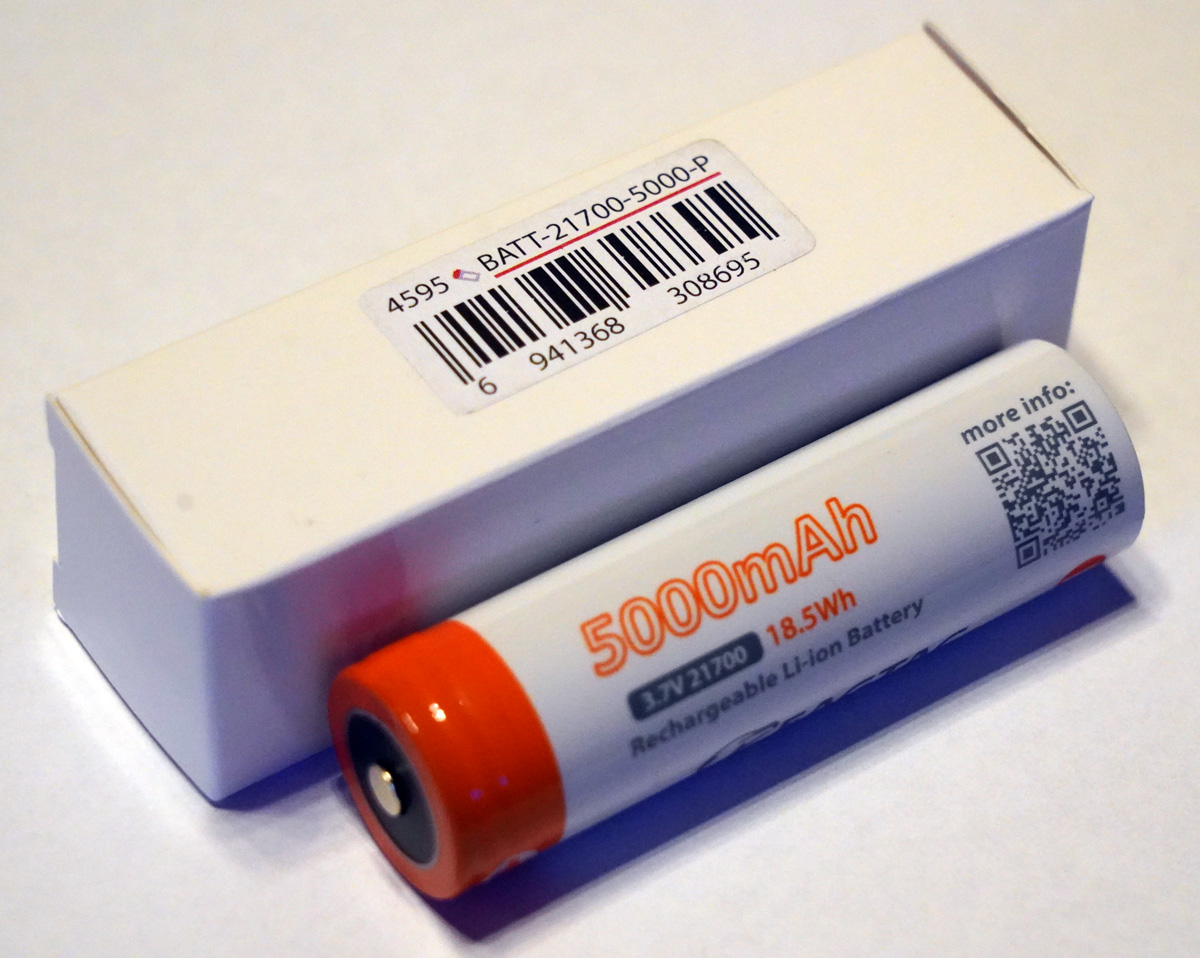 4595 BATT-21700-5000-P
6 941368 308695
more info:
5000mAh
3.7V 21700 18.5Wh
Rechargeable Li-ion Battery